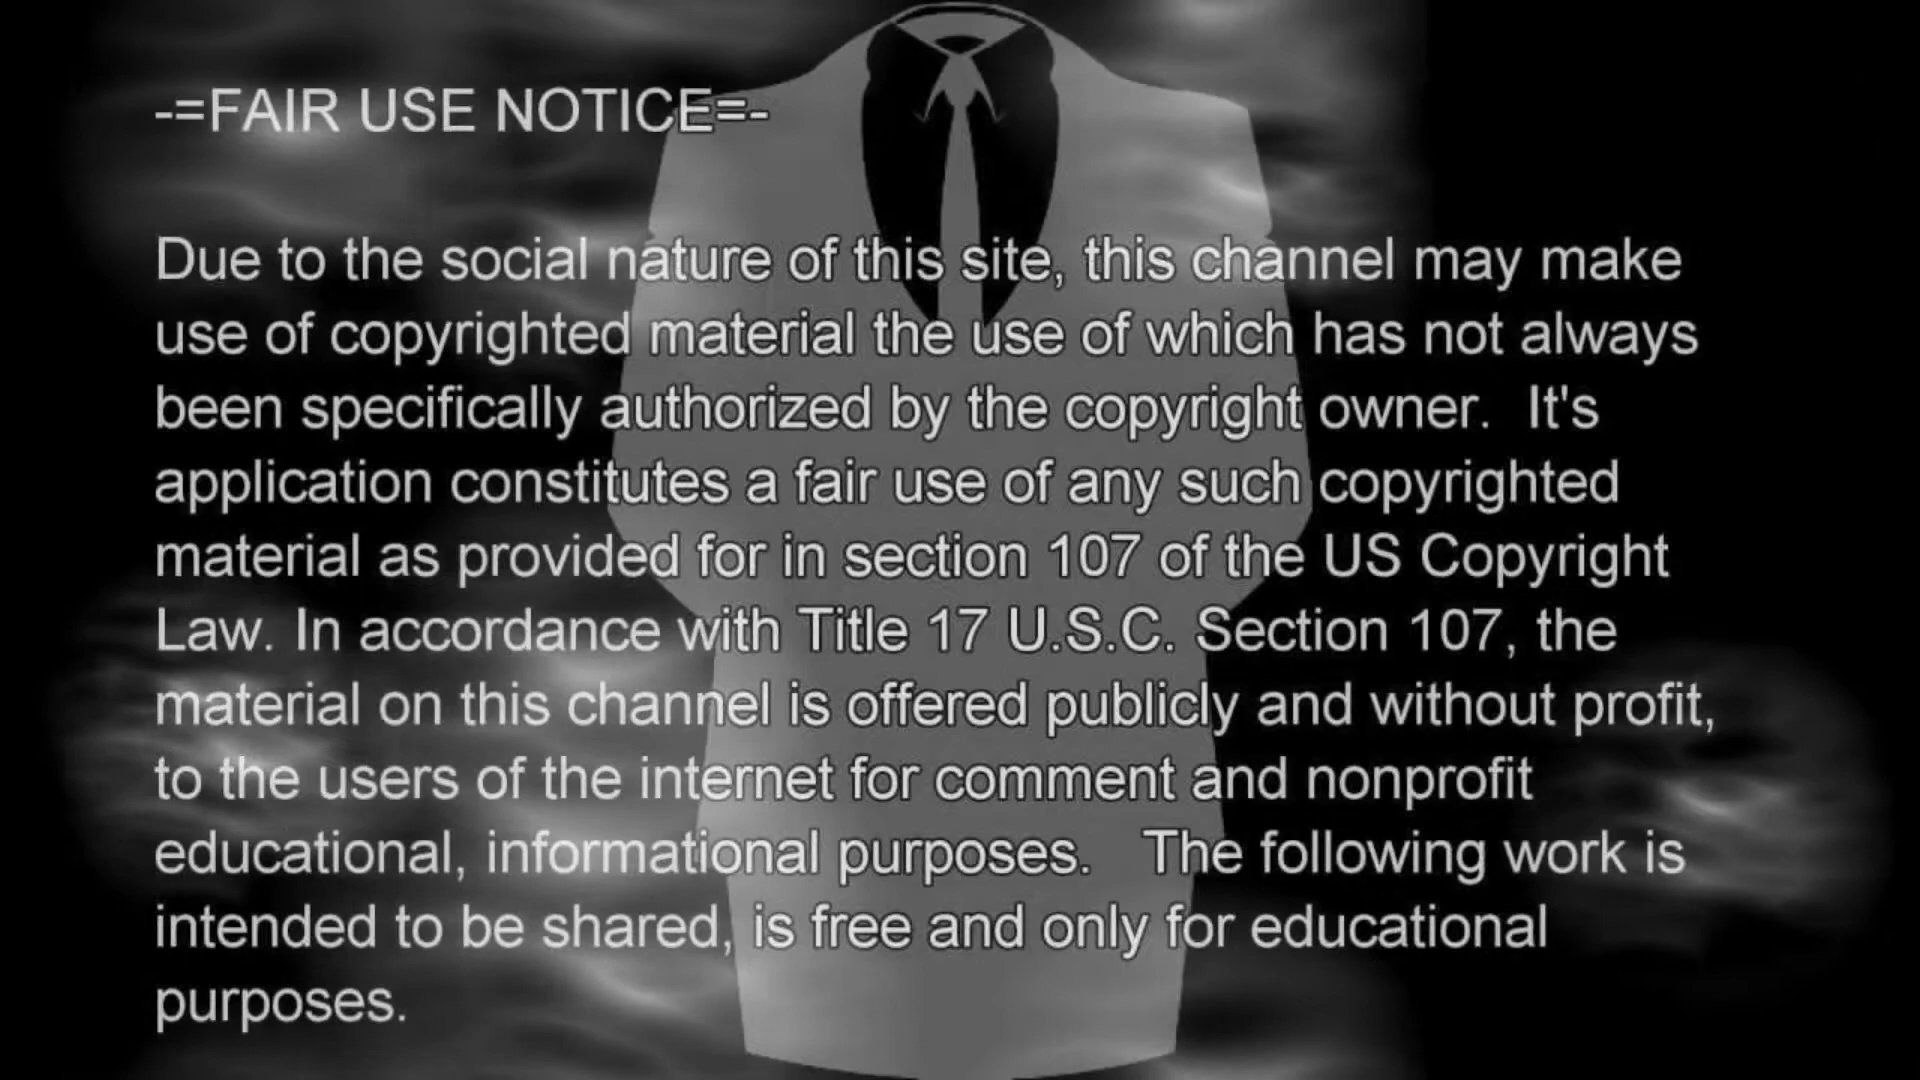 -=FAIR USE NOTICE=-
Due to the social nature of this site, this channel may make
use of copyrighted material the use of which has not always
been specifically authorized by the copyright owner.  It's
application constitutes a fair use of any such copyrighted
material as provided for in section 107 of the US Copyright
Law. In accordance with Title 17 U.S.C. Section 107, the
material on this channel is offered publicly and without profit,
to the users of the internet for comment and nonprofit
educational, informational purposes.   The following work is
intended to be shared, is free and only for educational
purposes.